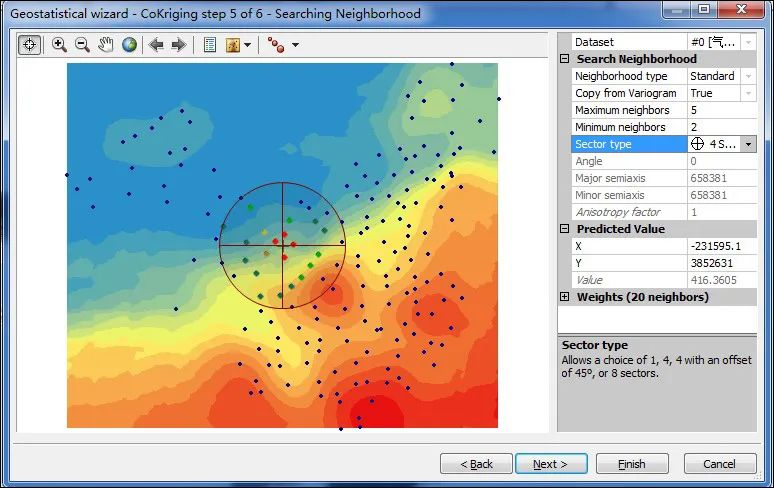 Geostatistical wizard - CoKriging step 5 of 6 - Searching Neighborhood
Dataset #0 [气...
Search Neighborhood
Neighborhood type Standard
Copy from Variogram True
Maximum neighbors 5
Minimum neighbors 2
Sector type 4 S...
Angle 0
Major semiaxis 658381
Minor semiaxis 658381
Anisotropy factor 1
Predicted Value
X -231595.1
Y 3852631
Value 416.3605
Weights (20 neighbors)
Sector type
Allows a choice of 1, 4, 4 with an offset
of 45º, or 8 sectors.
< Back Next > Finish Cancel